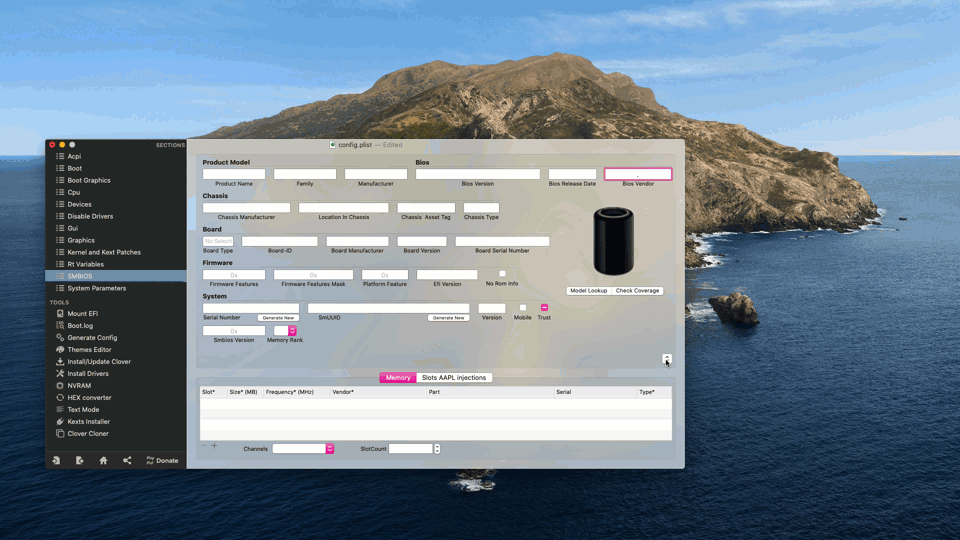 SECTIONS
config.plist — Edited
Acpi
Boot
Boot Graphics
Cpu
Devices
Disable Drivers
Gui
Graphics
Kernel and Kext Patches
Rt Variables
SMBIOS
System Parameters
TOOLS
Mount EFI
Boot.log
Generate Config
Themes Editor
Install/Update Clover
Install Drivers
NVRAM
HEX converter
Text Mode
Kexts Installer
Clover Cloner
Pay Pal Donate
Product Model Bios
Product Name Family Manufacturer Bios Version Bios Release Date Bios Vendor
Chassis
Chassis Manufacturer Location In Chassis Chassis Asset Tag Chassis Type
Board
No Selecti
Board Type Board-ID Board Manufacturer Board Version Board Serial Number
Firmware
0x 0x 0x
Firmware Features Firmware Features Mask Platform Feature Efi Version No Rom Info
Model Lookup Check Coverage
System
Serial Number Generate New SmUUID Generate New Version Mobile Trust
0x
Smbios Version Memory Rank
Memory Slots AAPL injections
Slot* Size* (MB) Frequency* (MHz) Vendor* Part Serial Type*
Channels SlotCount